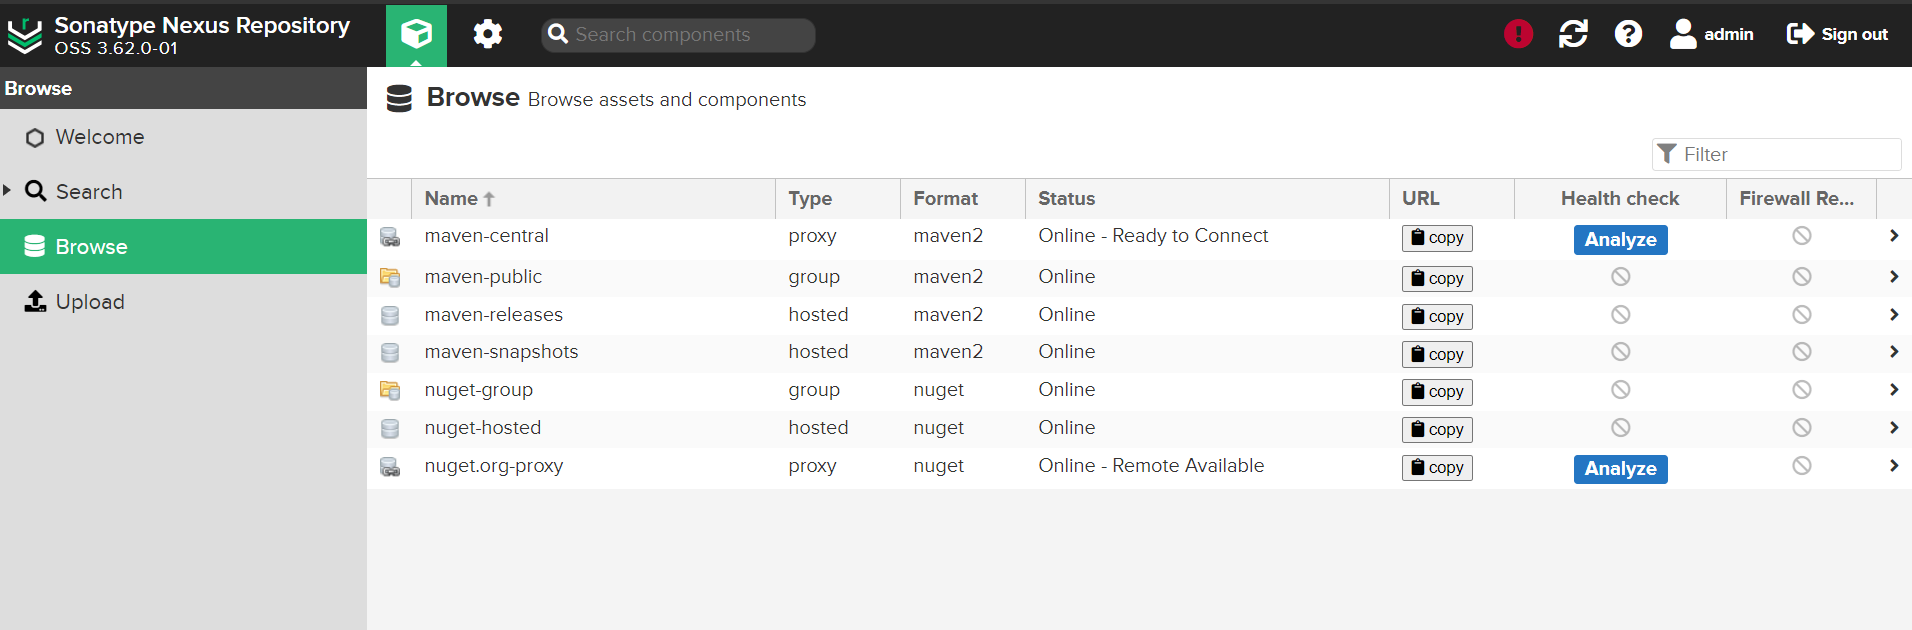 Sonatype Nexus Repository
OSS 3.62.0-01
Search components
admin
Sign out
Browse
Welcome
Search
Browse
Upload
Browse Browse assets and components
Filter
Name Type Format Status URL Health check Firewall Re...
maven-central proxy maven2 Online - Ready to Connect copy Analyze
maven-public group maven2 Online copy
maven-releases hosted maven2 Online copy
maven-snapshots hosted maven2 Online copy
nuget-group group nuget Online copy
nuget-hosted hosted nuget Online copy
nuget.org-proxy proxy nuget Online - Remote Available copy Analyze